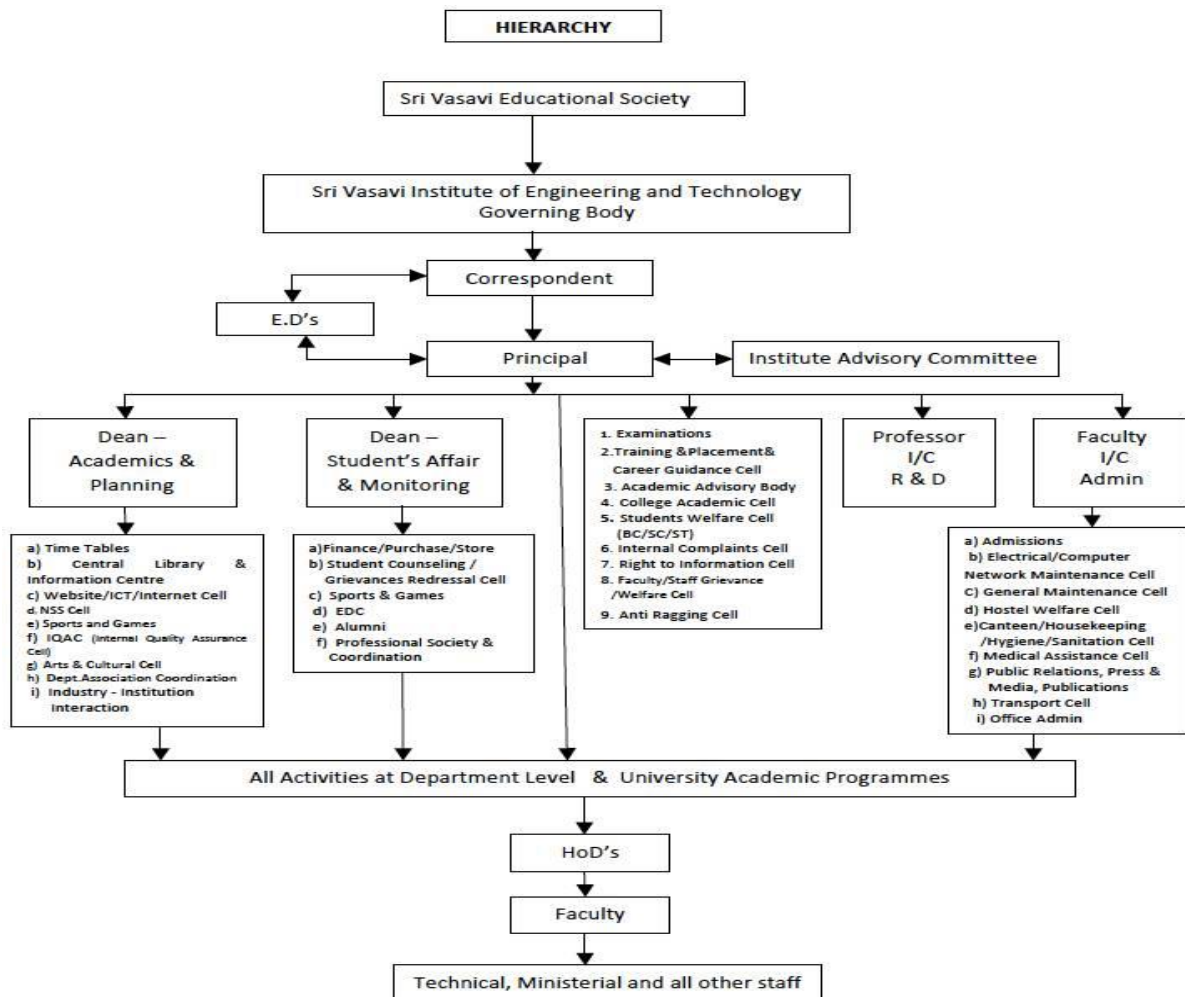 HIERARCHY
Sri Vasavi Educational Society
Sri Vasavi Institute of Engineering and Technology
Governing Body
Correspondent
E.D's
Principal
Institute Advisory Committee
Dean –
Academics &
Planning
Dean –
Student's Affair
& Monitoring
1. Examinations
2.Training &Placement&
Career Guidance Cell
3. Academic Advisory Body
4. College Academic Cell
5. Students Welfare Cell
(BC/SC/ST)
6. Internal Complaints Cell
7. Right to Information Cell
8. Faculty/Staff Grievance
/Welfare Cell
9. Anti Ragging Cell
Professor
I/C
R & D
Faculty
I/C
Admin
a) Time Tables
b) Central Library &
Information Centre
c) Website/ICT/Internet Cell
d. NSS Cell
e) Sports and Games
f) IQAC (Internal Quality Assurance
Cell)
g) Arts & Cultural Cell
h) Dept.Association Coordination
i) Industry - Institution
Interaction
a)Finance/Purchase/Store
b) Student Counseling /
Grievances Redressal Cell
c) Sports & Games
d) EDC
e) Alumni
f) Professional Society &
Coordination
a) Admissions
b) Electrical/Computer
Network Maintenance Cell
C) General Maintenance Cell
d) Hostel Welfare Cell
e)Canteen/Housekeeping
/Hygiene/Sanitation Cell
f) Medical Assistance Cell
g) Public Relations, Press &
Media, Publications
h) Transport Cell
i) Office Admin
All Activities at Department Level & University Academic Programmes
HoD's
Faculty
Technical, Ministerial and all other staff